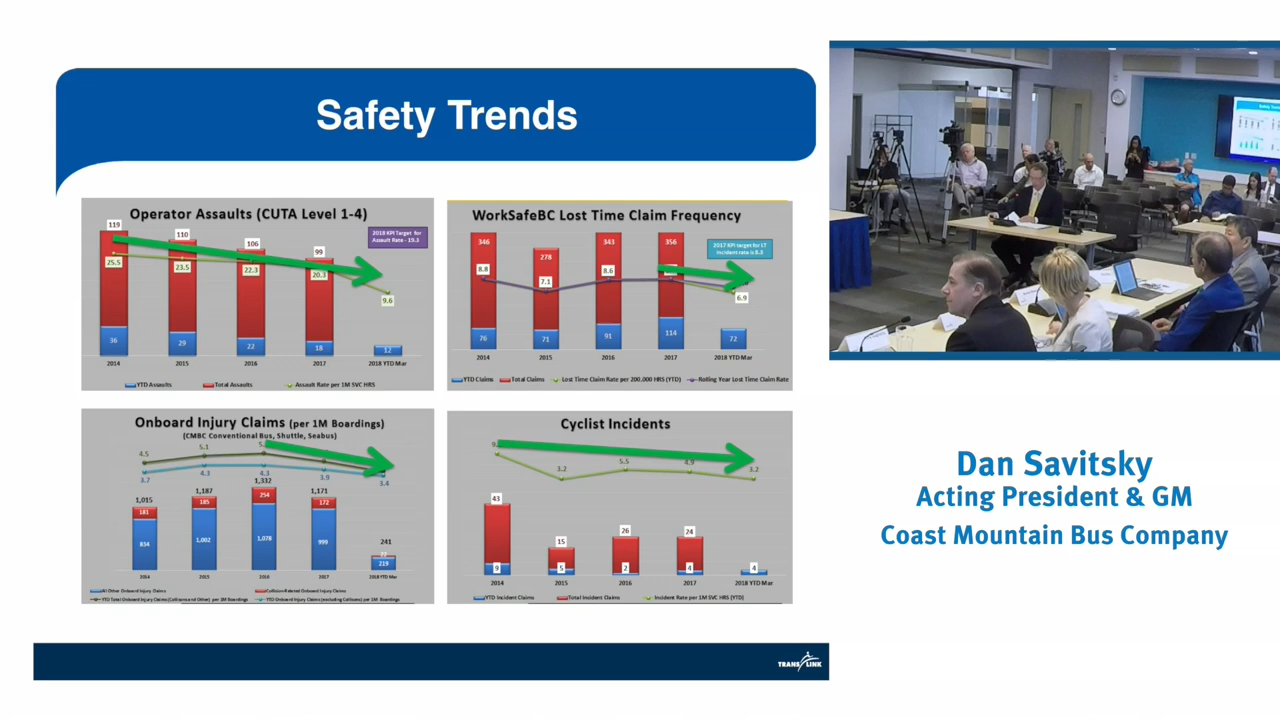 Safety Trends
Operator Assaults (CUTA Level 1-4)
2018 KPI Target for
Assault Rate - 19.3
119
110
106
99
25.5
23.5
22.3
20.3
9.6
36
29
22
18
12
2014
2015
2016
2017
2018 YTD Mar
YTD Assaults
Total Assaults
Assault Rate per 1M SVC HRS
WorkSafeBC Lost Time Claim Frequency
2017 KPI target for LT
incident rate is 8.3
346
278
343
356
8.8
7.1
8.6
6.9
76
71
91
114
72
2014
2015
2016
2017
2018 YTD Mar
YTD Claims
Total Claims
Lost Time Claim Rate per 200,000 HRS (YTD)
Rolling Year Lost Time Claim Rate
Onboard Injury Claims (per 1M Boardings)
(CMBC Conventional Bus, Shuttle, Seabus)
4.5
5.1
3.7
4.3
4.3
3.9
3.4
1,015
1,187
1,332
1,171
241
181
185
254
172
834
1,002
1,078
999
219
2014
2015
2016
2017
2018 YTD Mar
All Other Onboard Injury Claims
Collision-Related Onboard Injury Claims
YTD Total Onboard Injury Claims (Collisions and Other) per 1M Boardings
YTD Onboard Injury Claims (excluding Collisions) per 1M Boardings
Cyclist Incidents
3.2
5.5
4.9
3.2
43
15
26
24
9
5
2
4
4
2014
2015
2016
2017
2018 YTD Mar
YTD Incident Claims
Total Incident Claims
Incident Rate per 1M SVC HRS (YTD)
TRANSLINK
Dan Savitsky
Acting President & GM
Coast Mountain Bus Company